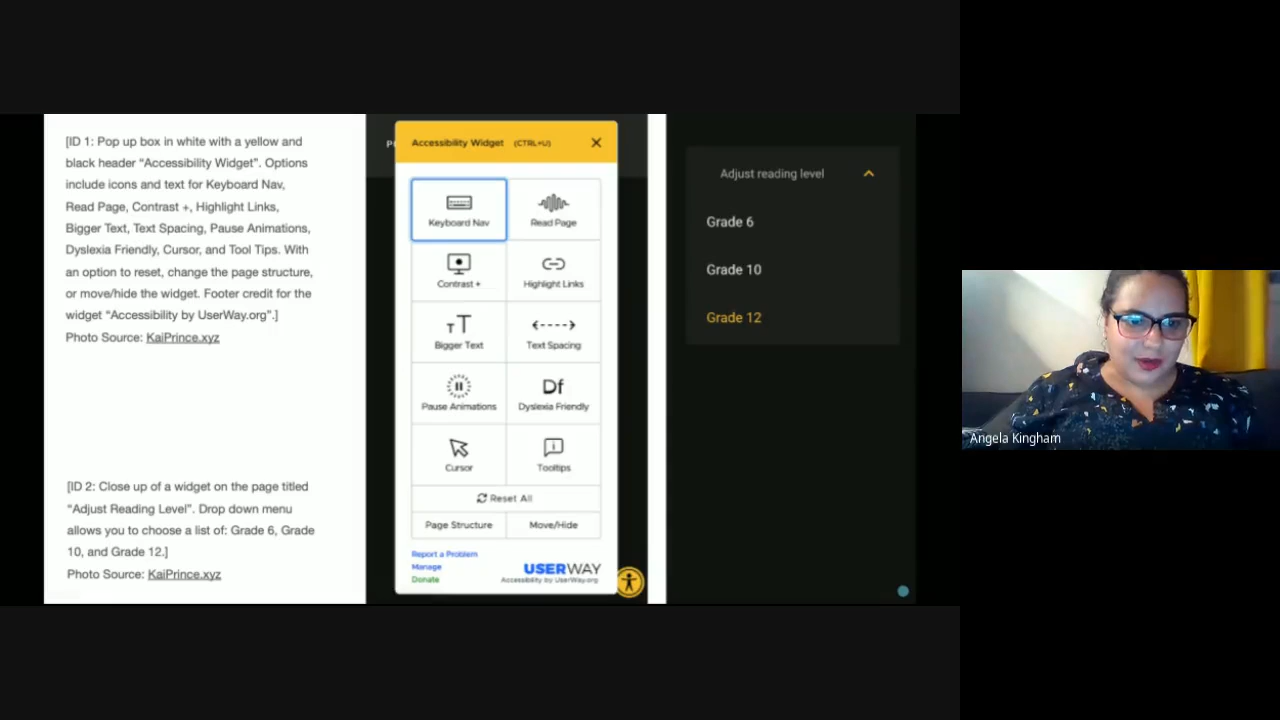 [ID 1: Pop up box in white with a yellow and
black header “Accessibility Widget”. Options
include icons and text for Keyboard Nav,
Read Page, Contrast +, Highlight Links,
Bigger Text, Text Spacing, Pause Animations,
Dyslexia Friendly, Cursor, and Tool Tips. With
an option to reset, change the page structure,
or move/hide the widget. Footer credit for the
widget “Accessibility by UserWay.org”.]
Photo Source: KaiPrince.xyz
[ID 2: Close up of a widget on the page titled
“Adjust Reading Level”. Drop down menu
allows you to choose a list of: Grade 6, Grade
10, and Grade 12.]
Photo Source: KaiPrince.xyz
Accessibility Widget (CTRL+U)
Keyboard Nav
Read Page
Contrast +
Highlight Links
Bigger Text
Text Spacing
Pause Animations
Df
Dyslexia Friendly
Cursor
Tooltips
Reset All
Page Structure
Move/Hide
Report a Problem
Manage
Donate
USERWAY
Accessibility by UserWay.org
Adjust reading level
Grade 6
Grade 10
Grade 12
Angela Kingham